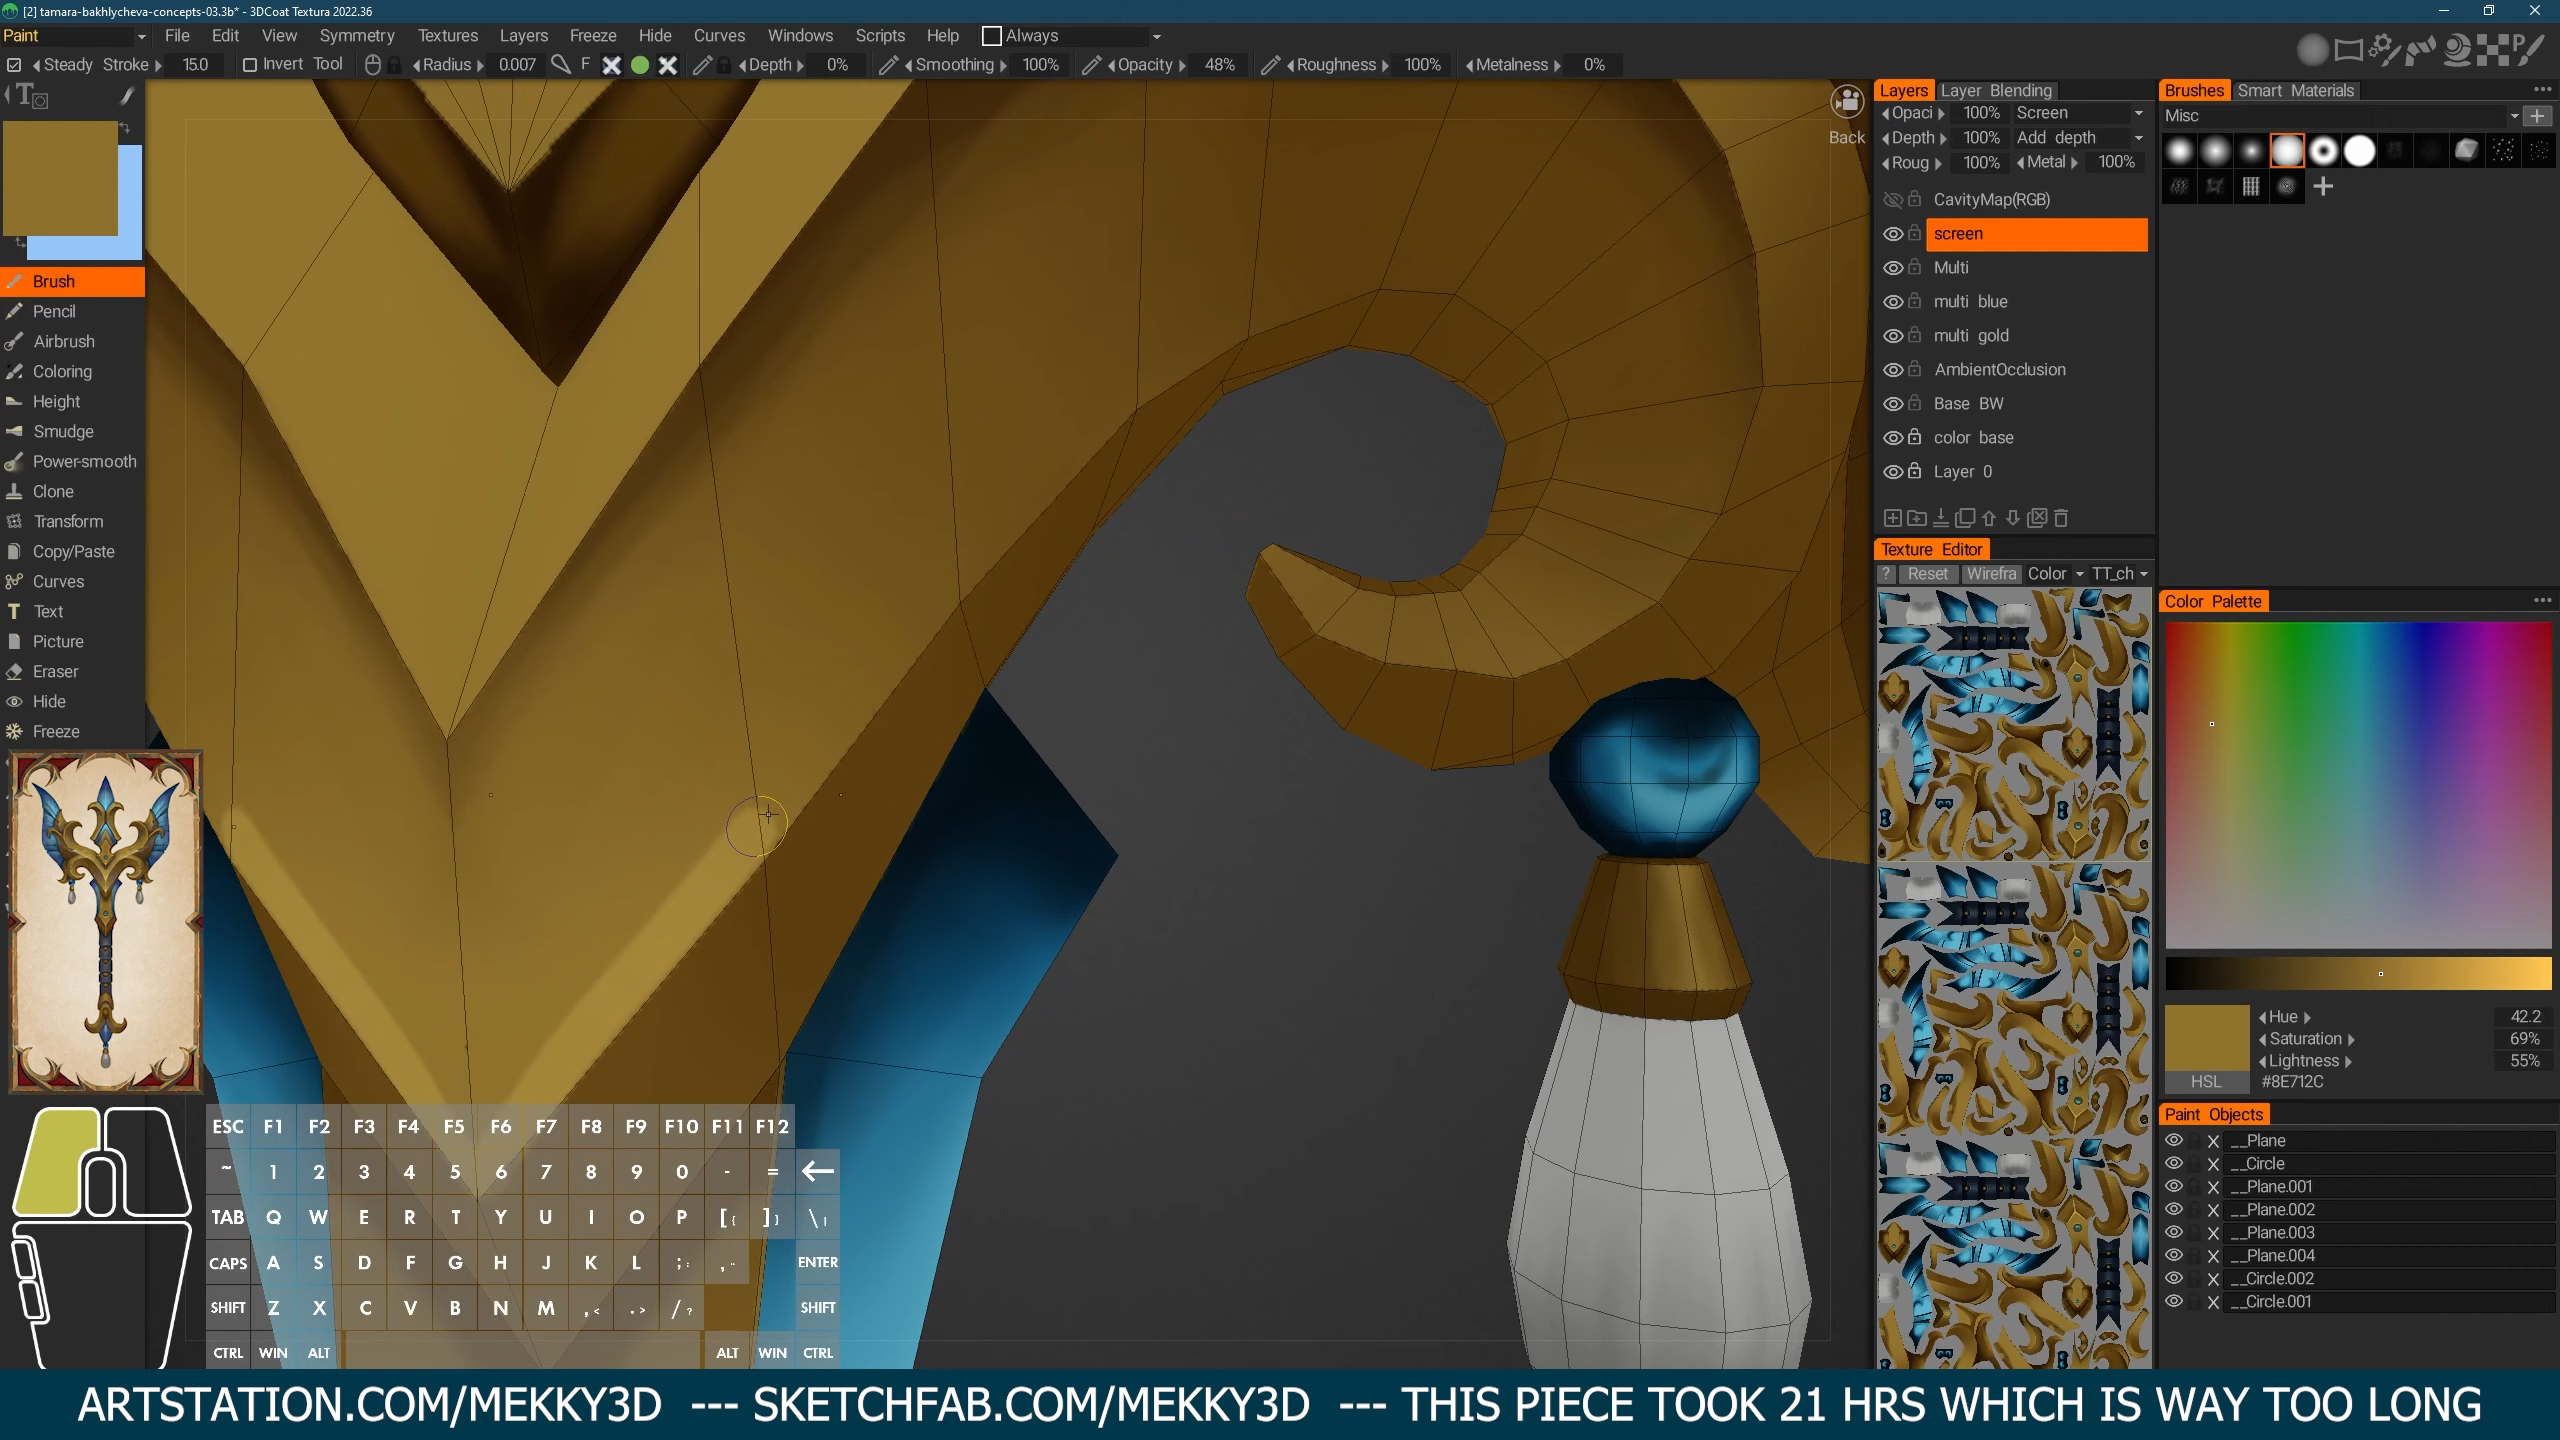 [2] tamara-bakhlycheva-concepts-03.3b* - 3DCoat Textura 2022.36
Paint File Edit View Symmetry Textures Layers Freeze Hide Curves Windows Scripts Help Always
Steady Stroke 15.0 Invert Tool Radius 0.007 F Depth 0% Smoothing 100% Opacity 48% Roughness 100% Metalness 0%
Back
Brush
Pencil
Airbrush
Coloring
Height
Smudge
Power-smooth
Clone
Transform
Copy/Paste
Curves
Text
Picture
Eraser
Hide
Freeze
Layers Layer Blending
Opaci 100% Screen
Depth 100% Add depth
Roug 100% Metal 100%
CavityMap(RGB)
screen
Multi
multi blue
multi gold
AmbientOcclusion
Base BW
color base
Layer 0
Texture Editor
? Reset Wirefra Color TT_ch
Brushes Smart Materials
Misc
Color Palette
Hue 42.2
Saturation 69%
Lightness 55%
HSL #8E712C
Paint Objects
X __Plane
X __Circle
X __Plane.001
X __Plane.002
X __Plane.003
X __Plane.004
X __Circle.002
X __Circle.001
ESC F1 F2 F3 F4 F5 F6 F7 F8 F9 F10 F11 F12
~ 1 2 3 4 5 6 7 8 9 0 - =
TAB Q W E R T Y U I O P [{ ]} \|
CAPS A S D F G H J K L ;: ," ENTER
SHIFT Z X C V B N M ,< .> /? SHIFT
CTRL WIN ALT ALT WIN CTRL
ARTSTATION.COM/MEKKY3D --- SKETCHFAB.COM/MEKKY3D --- THIS PIECE TOOK 21 HRS WHICH IS WAY TOO LONG